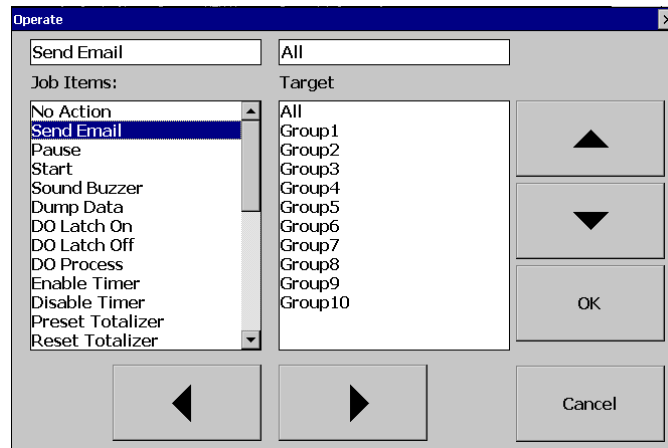 Operate
Send Email
All
Job Items:
Target
No Action
Send Email
Pause
Start
Sound Buzzer
Dump Data
DO Latch On
DO Latch Off
DO Process
Enable Timer
Disable Timer
Preset Totalizer
Reset Totalizer
All
Group1
Group2
Group3
Group4
Group5
Group6
Group7
Group8
Group9
Group10
OK
Cancel